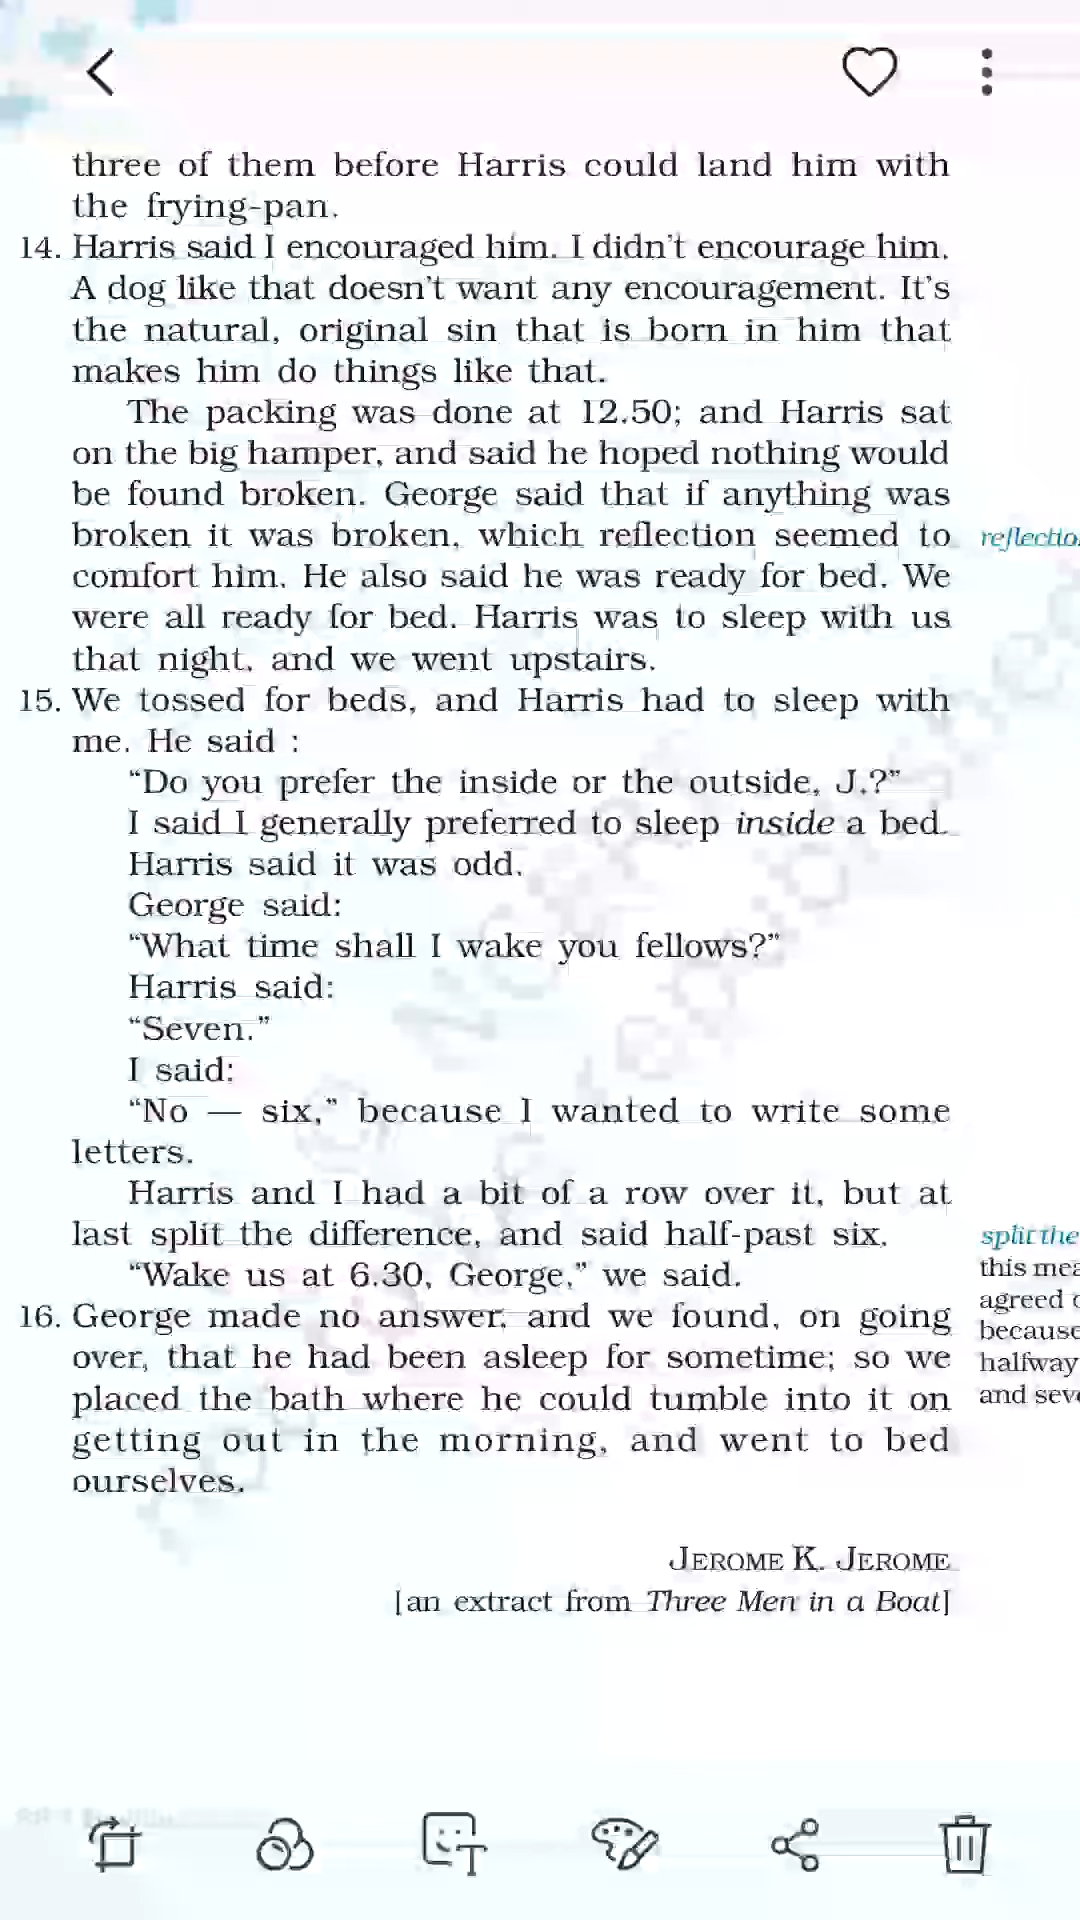 three of them before Harris could land him with
the frying-pan.
14. Harris said I encouraged him. I didn't encourage him.
A dog like that doesn't want any encouragement. It's
the natural, original sin that is born in him that
makes him do things like that.
The packing was done at 12.50; and Harris sat
on the big hamper, and said he hoped nothing would
be found broken. George said that if anything was
broken it was broken, which reflection seemed to
comfort him. He also said he was ready for bed. We
were all ready for bed. Harris was to sleep with us
that night, and we went upstairs.
15. We tossed for beds, and Harris had to sleep with
me. He said :
“Do you prefer the inside or the outside, J.?”
I said I generally preferred to sleep inside a bed.
Harris said it was odd.
George said:
“What time shall I wake you fellows?”
Harris said:
“Seven.”
I said:
“No — six,” because I wanted to write some
letters.
Harris and I had a bit of a row over it, but at
last split the difference, and said half-past six.
“Wake us at 6.30, George,” we said.
16. George made no answer, and we found, on going
over, that he had been asleep for sometime; so we
placed the bath where he could tumble into it on
getting out in the morning, and went to bed
ourselves.
JEROME K. JEROME
[an extract from Three Men in a Boat]
reflectio
split the
this mea
agreed
because
halfway
and seve